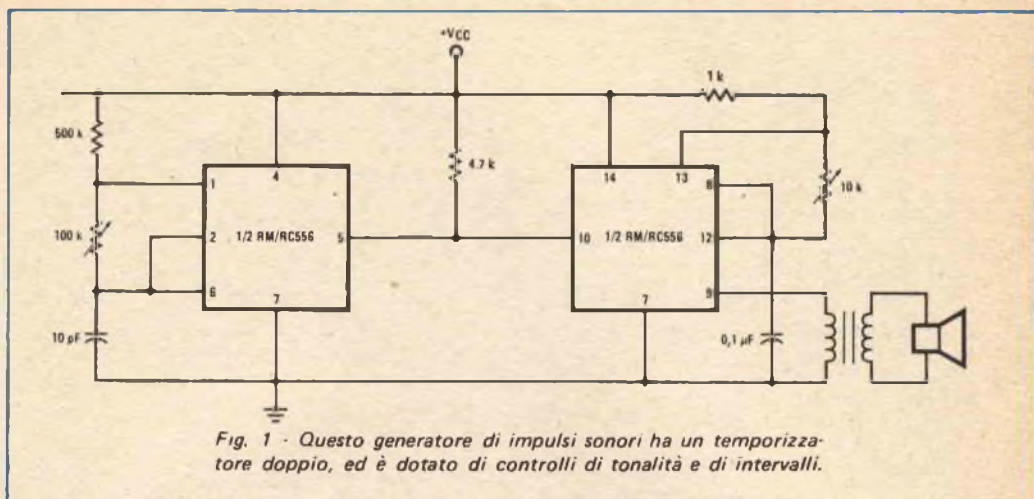 +VCC
1 k
500 k
4.7 k
10 k
100 k
1
2
6
4
5
7
1/2 RM/RC556
14
13
8
12
10
9
7
1/2 RM/RC556
10 pF
0,1 µF
Fig. 1 - Questo generatore di impulsi sonori ha un temporizza-
tore doppio, ed è dotato di controlli di tonalità e di intervalli.